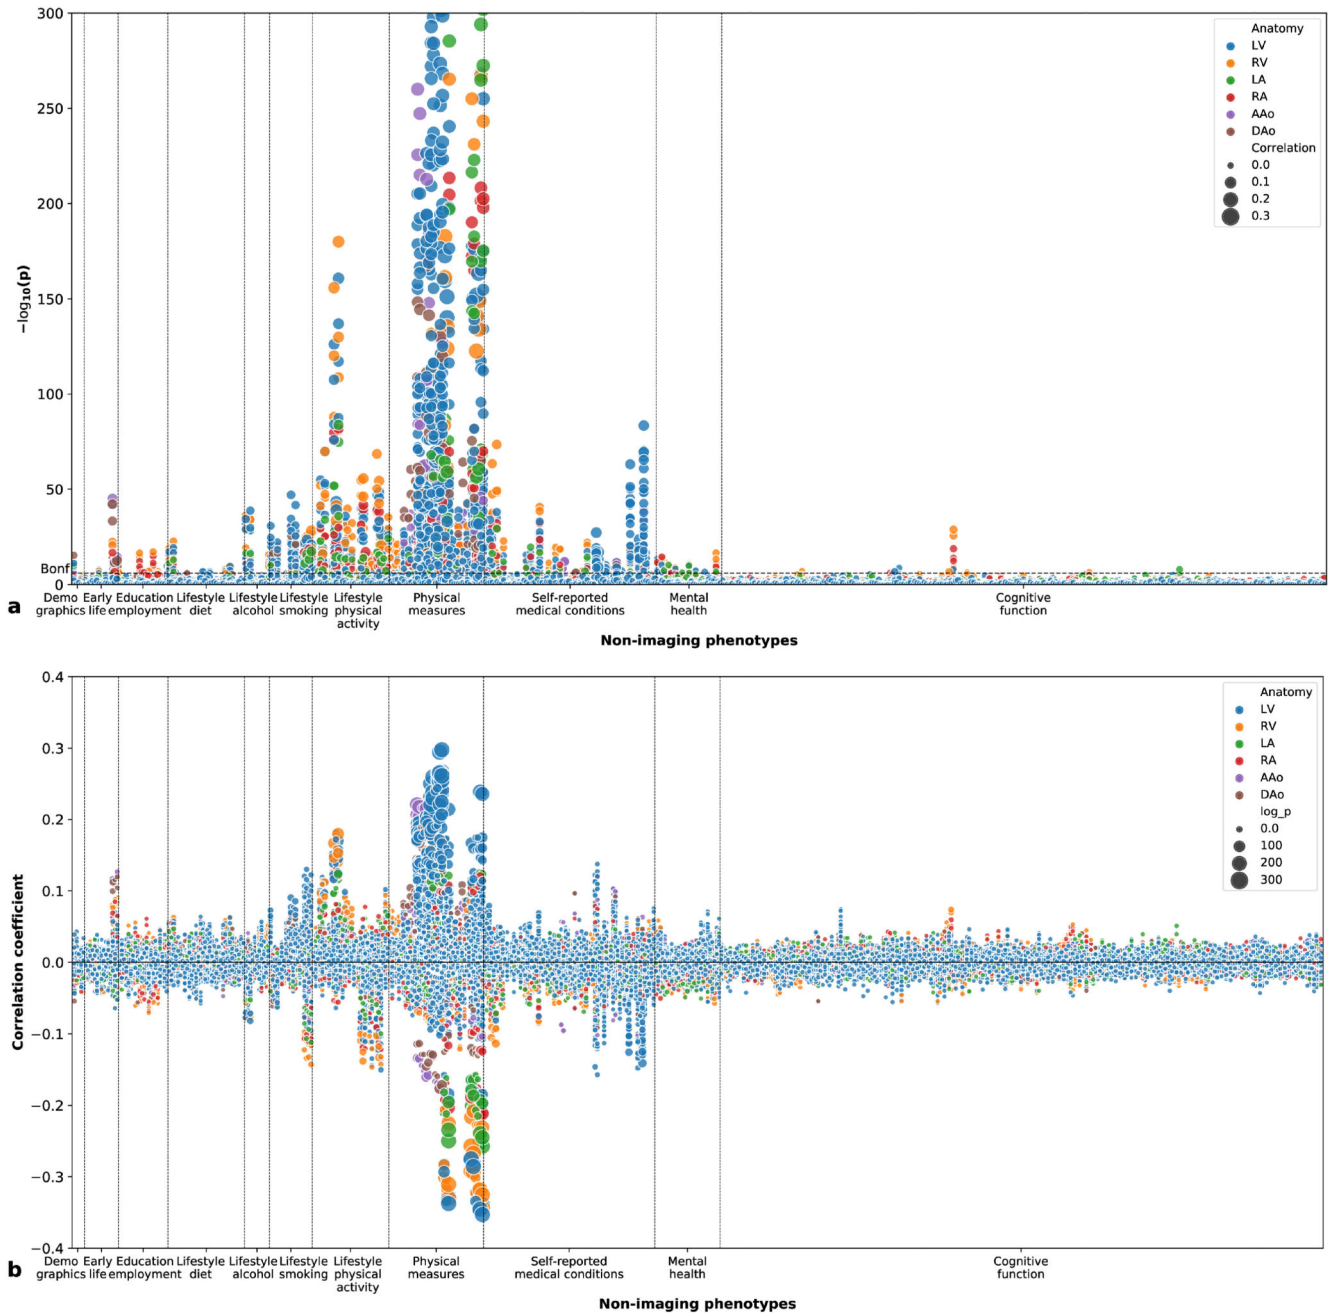 300
250
200
150
100
50
Bonf
0
−log₁₀(p)
Anatomy
LV
RV
LA
RA
AAo
DAo
Correlation
0.0
0.1
0.2
0.3
Demo graphics
Early life
Education employment
Lifestyle diet
Lifestyle alcohol
Lifestyle smoking
Lifestyle physical activity
Physical measures
Self-reported medical conditions
Mental health
Cognitive function
a
Non-imaging phenotypes
0.4
0.3
0.2
0.1
0.0
−0.1
−0.2
−0.3
−0.4
Correlation coefficient
Anatomy
LV
RV
LA
RA
AAo
DAo
log_p
0.0
100
200
300
Demo graphics
Early life
Education employment
Lifestyle diet
Lifestyle alcohol
Lifestyle smoking
Lifestyle physical activity
Physical measures
Self-reported medical conditions
Mental health
Cognitive function
b
Non-imaging phenotypes